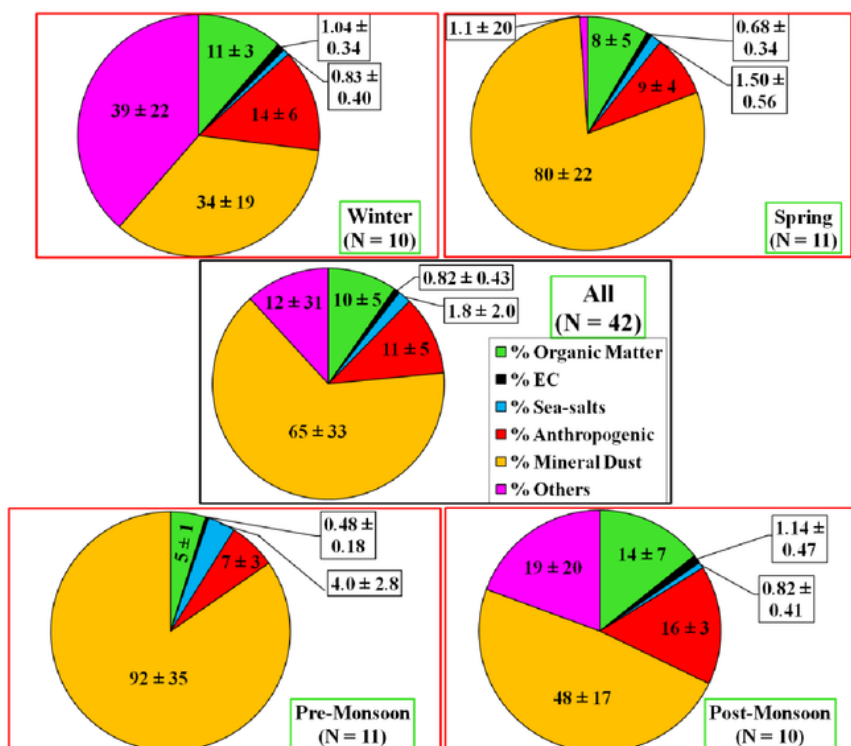 11 ± 3
1.04 ±
0.34
0.83 ±
0.40
14 ± 6
34 ± 19
39 ± 22
Winter
(N = 10)
1.1 ± 20
8 ± 5
0.68 ±
0.34
1.50 ±
0.56
9 ± 4
80 ± 22
Spring
(N = 11)
12 ± 31
10 ± 5
0.82 ± 0.43
1.8 ± 2.0
11 ± 5
65 ± 33
All
(N = 42)
% Organic Matter
% EC
% Sea-salts
% Anthropogenic
% Mineral Dust
% Others
5 ± 1
0.48 ±
0.18
4.0 ± 2.8
7 ± 3
92 ± 35
Pre-Monsoon
(N = 11)
14 ± 7
1.14 ±
0.47
0.82 ±
0.41
16 ± 3
48 ± 17
19 ± 20
Post-Monsoon
(N = 10)